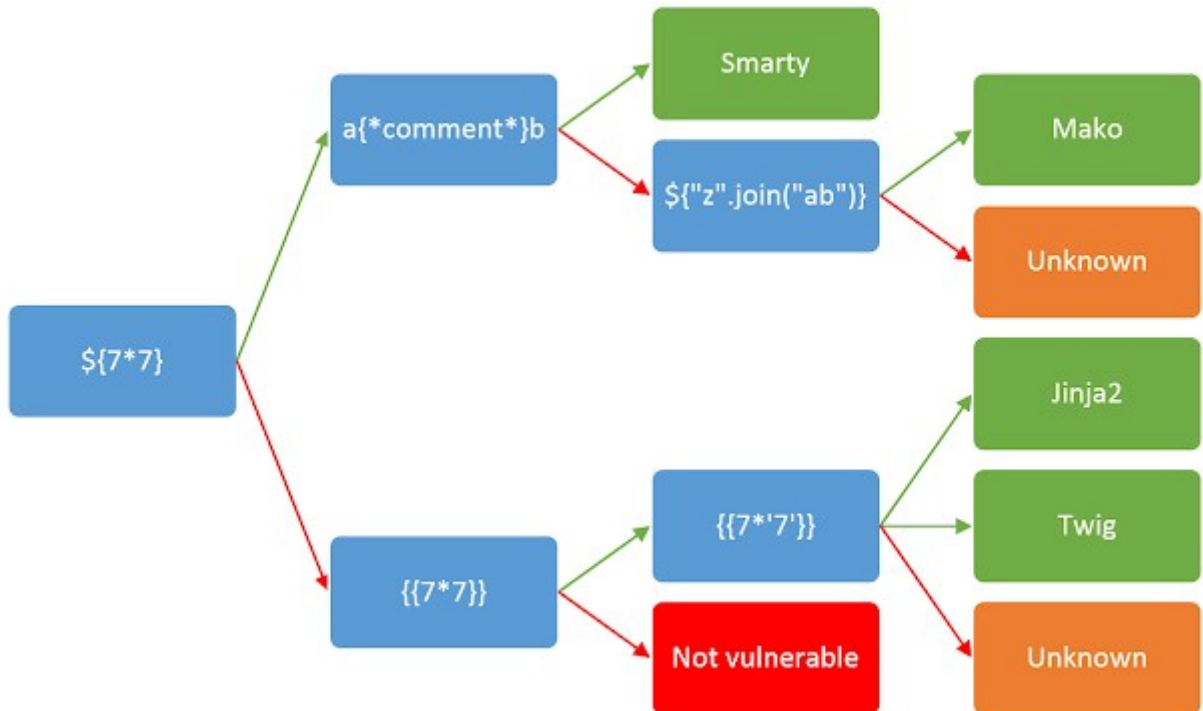 ${7*7}
a{*comment*}b
Smarty
${"z".join("ab")}
Mako
Unknown
{{7*7}}
{{7*'7'}}
Jinja2
Twig
Unknown
Not vulnerable